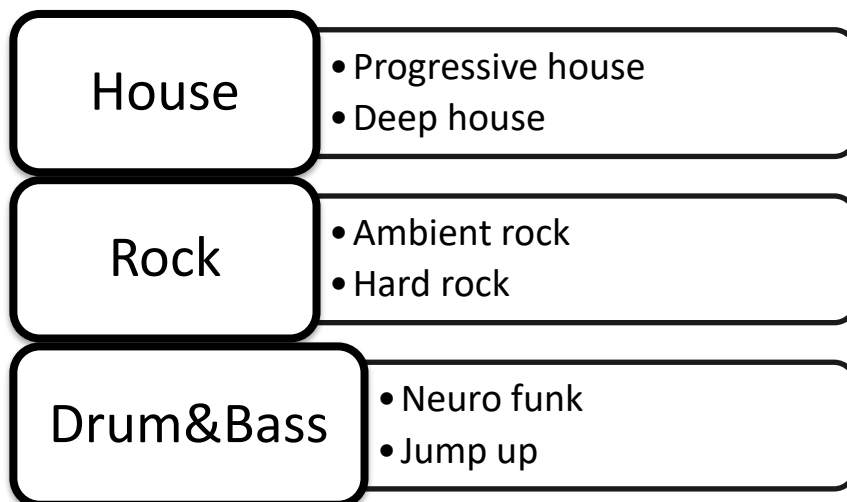 House
• Progressive house
• Deep house
Rock
• Ambient rock
• Hard rock
Drum&Bass
• Neuro funk
• Jump up